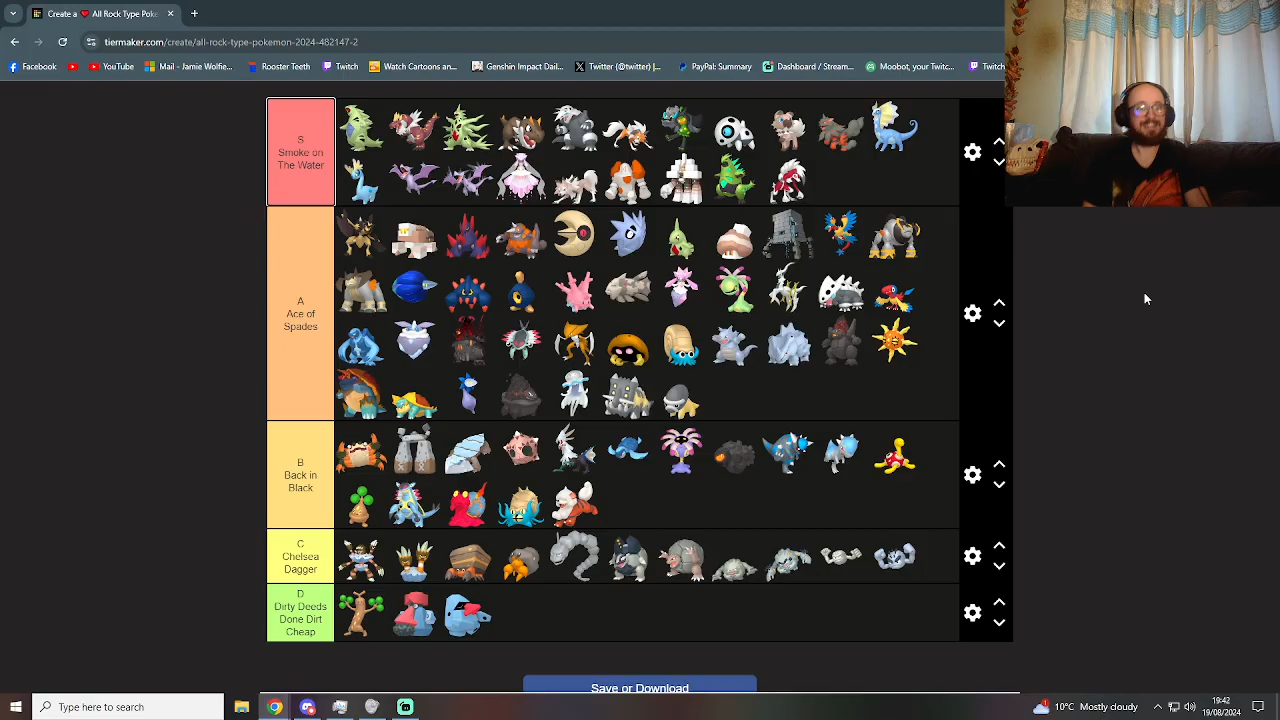 Create a ❤️ All Rock Type Poke
tiermaker.com/create/all-rock-type-pokemon-2024-482147-2
Facebook
YouTube
Mail - Jamie Wolfe...
Rooster Teeth
Twitch
Watch Cartoons an...
Genshin Impact Dail...
Twitter (@twitter) |...
PayPal: Summary
Dashboard / Stream...
Moobot, your Twitc...
Twitch
S
Smoke on
The Water
A
Ace of
Spades
B
Back in
Black
C
Chelsea
Dagger
D
Dirty Deeds
Done Dirt
Cheap
Save or Download
Type here to search
10°C Mostly cloudy
19:42
19/08/2024